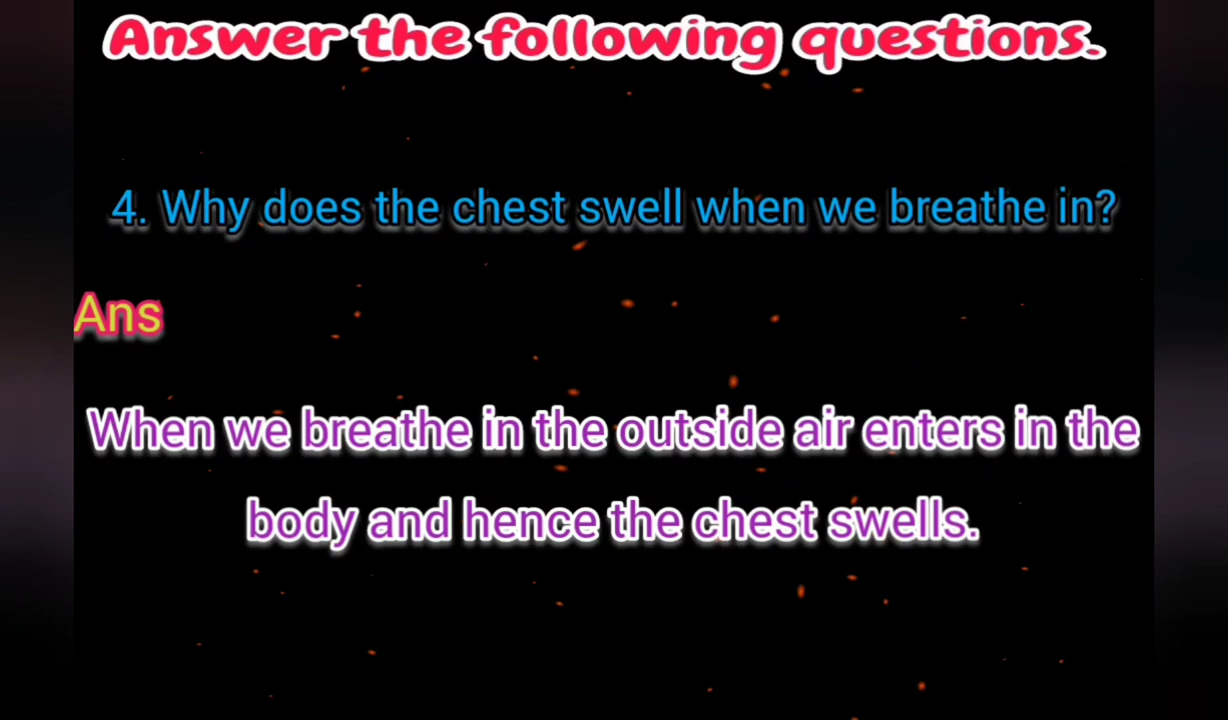 Answer the following questions.
4. Why does the chest swell when we breathe in?
Ans
When we breathe in the outside air enters in the
body and hence the chest swells.